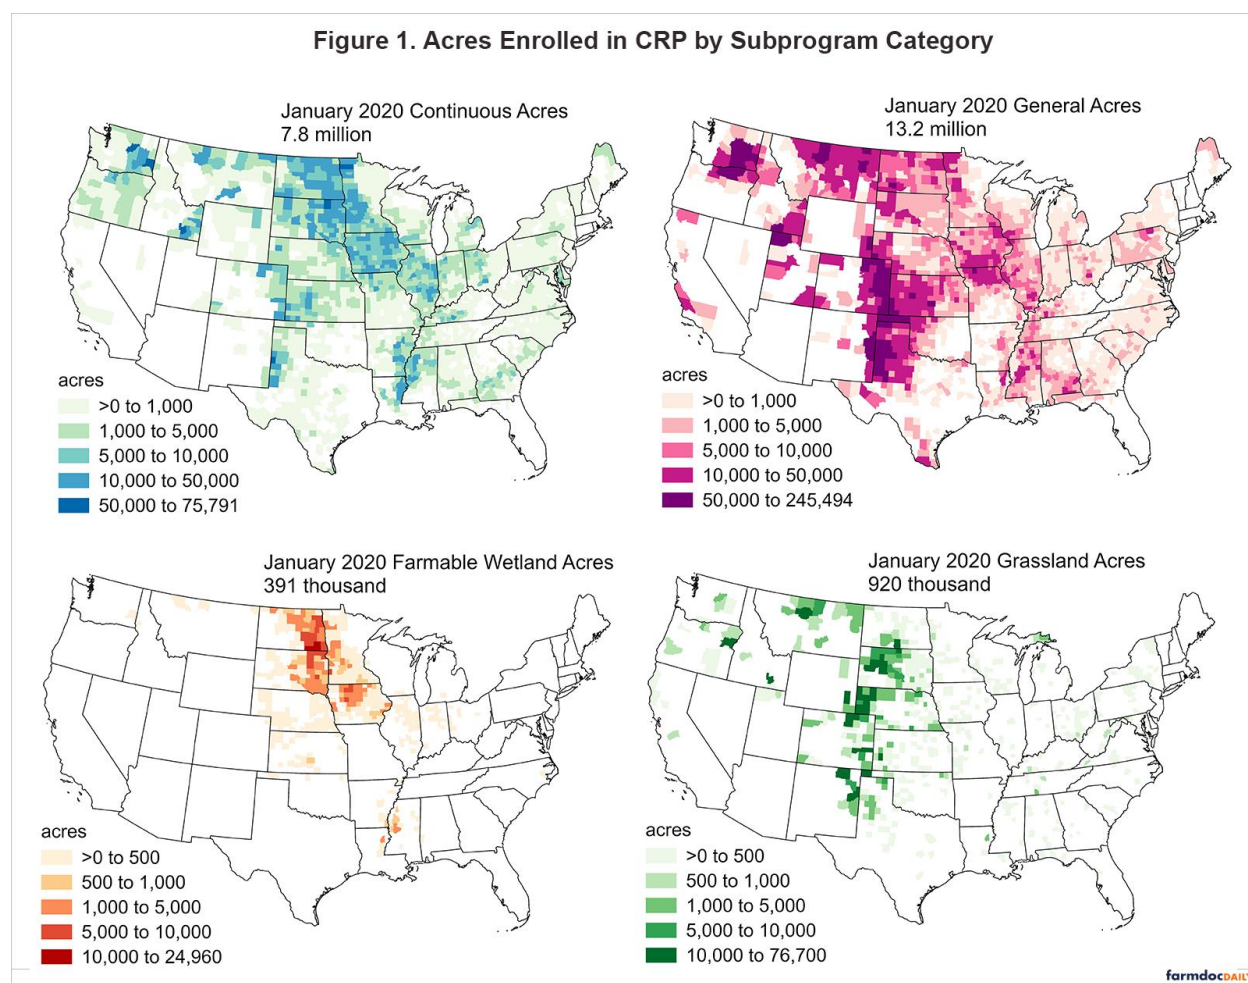 Figure 1. Acres Enrolled in CRP by Subprogram Category
January 2020 Continuous Acres
7.8 million
acres
>0 to 1,000
1,000 to 5,000
5,000 to 10,000
10,000 to 50,000
50,000 to 75,791
January 2020 General Acres
13.2 million
acres
>0 to 1,000
1,000 to 5,000
5,000 to 10,000
10,000 to 50,000
50,000 to 245,494
January 2020 Farmable Wetland Acres
391 thousand
acres
>0 to 500
500 to 1,000
1,000 to 5,000
5,000 to 10,000
10,000 to 24,960
January 2020 Grassland Acres
920 thousand
acres
>0 to 500
500 to 1,000
1,000 to 5,000
5,000 to 10,000
10,000 to 76,700
farmdocDAILY